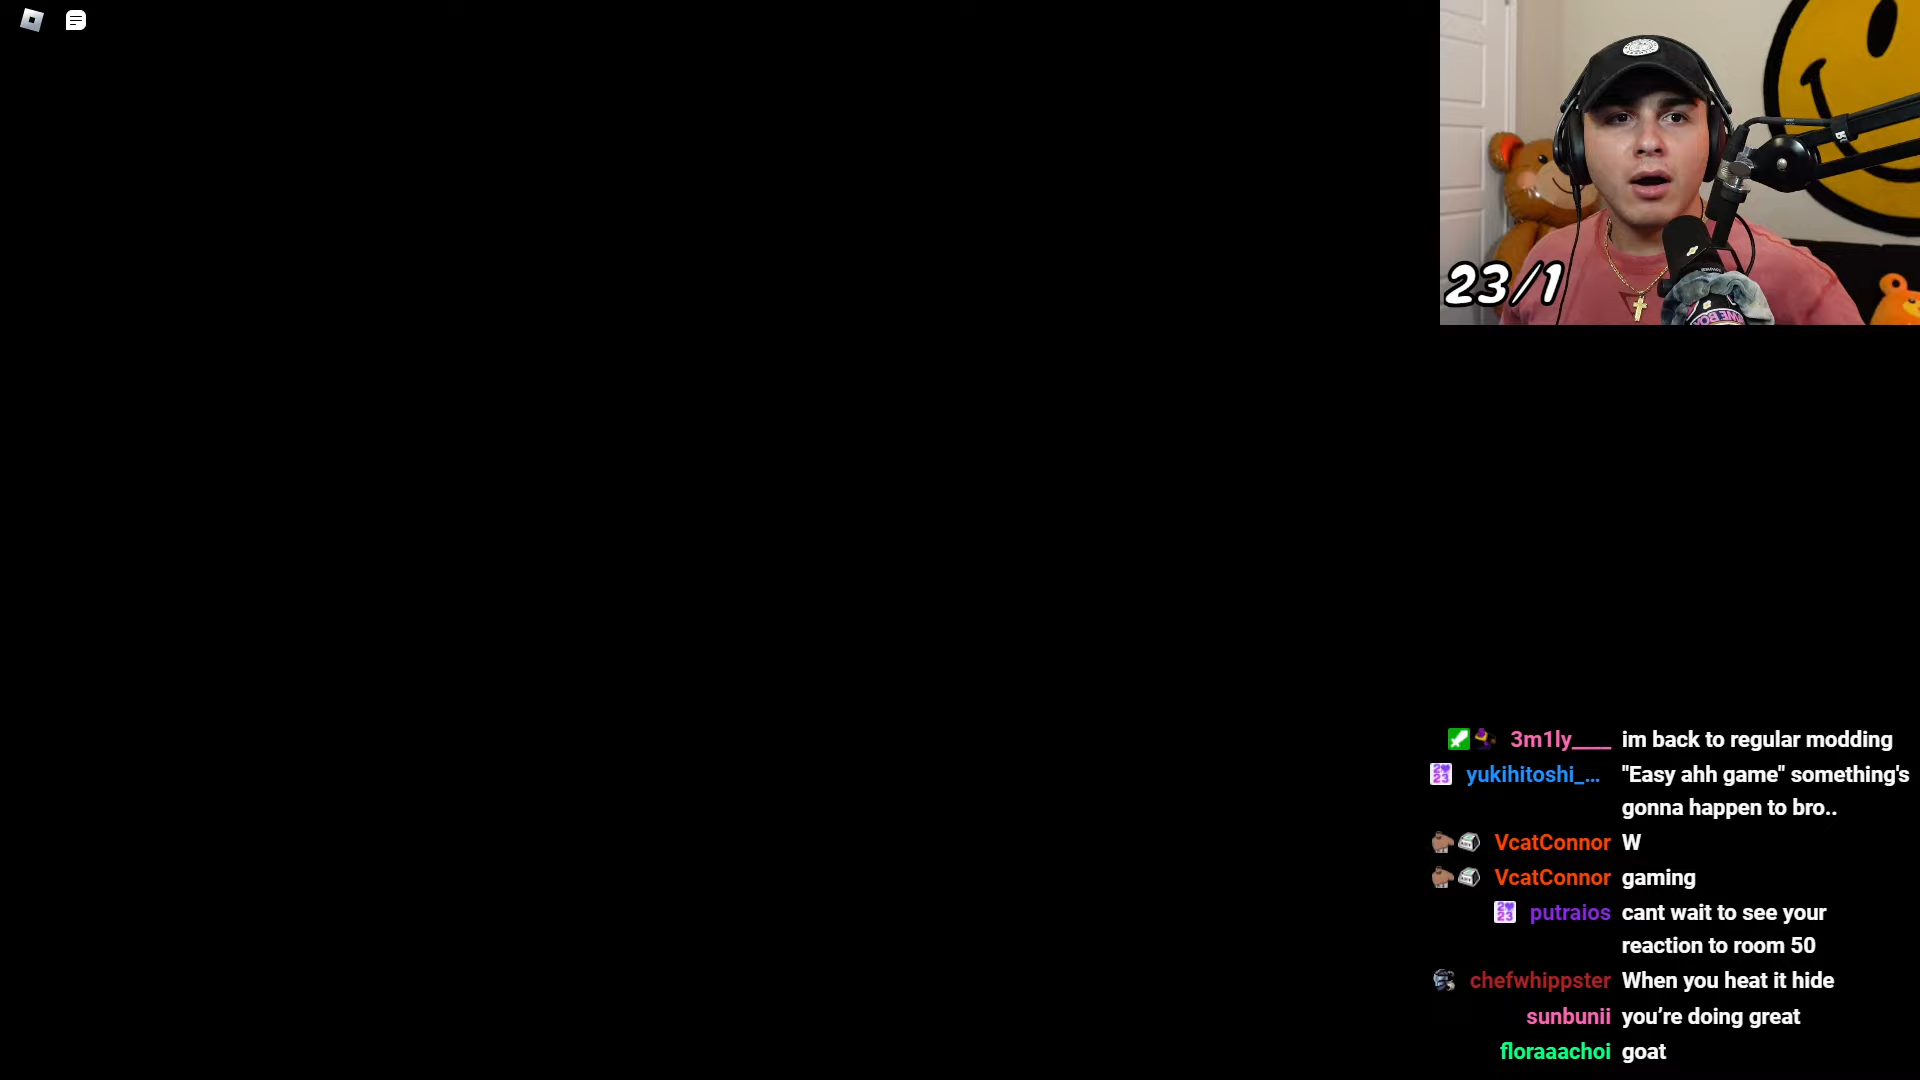 23/1
3m1ly____ im back to regular modding
yukihitoshi_... "Easy ahh game" something's
gonna happen to bro..
VcatConnor W
VcatConnor gaming
putraios cant wait to see your
reaction to room 50
chefwhippster When you heat it hide
sunbunii you’re doing great
floraaachoi goat